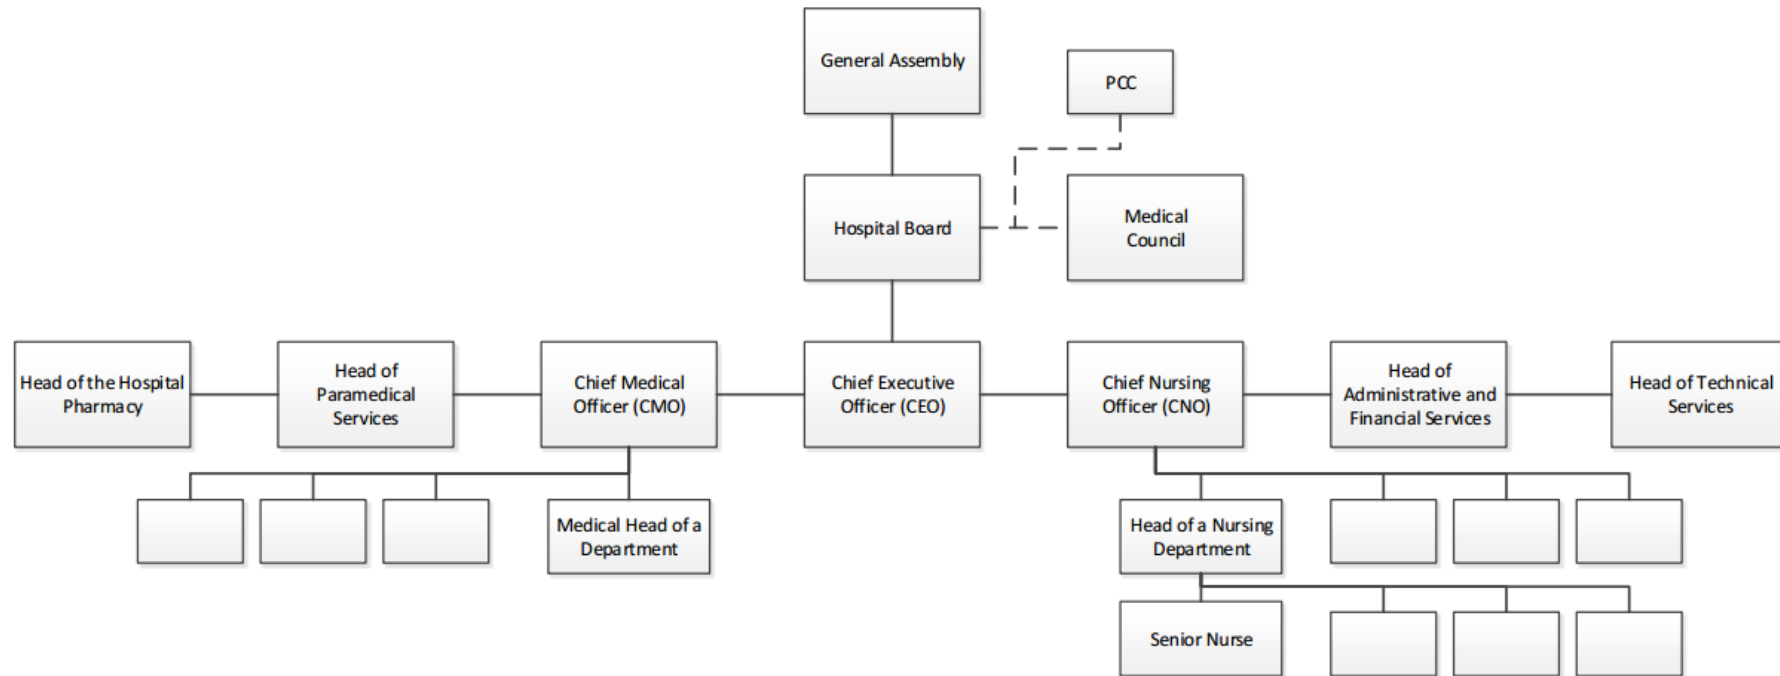 General Assembly
PCC
Hospital Board
Medical
Council
Head of the Hospital
Pharmacy
Head of
Paramedical
Services
Chief Medical
Officer (CMO)
Chief Executive
Officer (CEO)
Chief Nursing
Officer (CNO)
Head of
Administrative and
Financial Services
Head of Technical
Services
Medical Head of a
Department
Head of a Nursing
Department
Senior Nurse